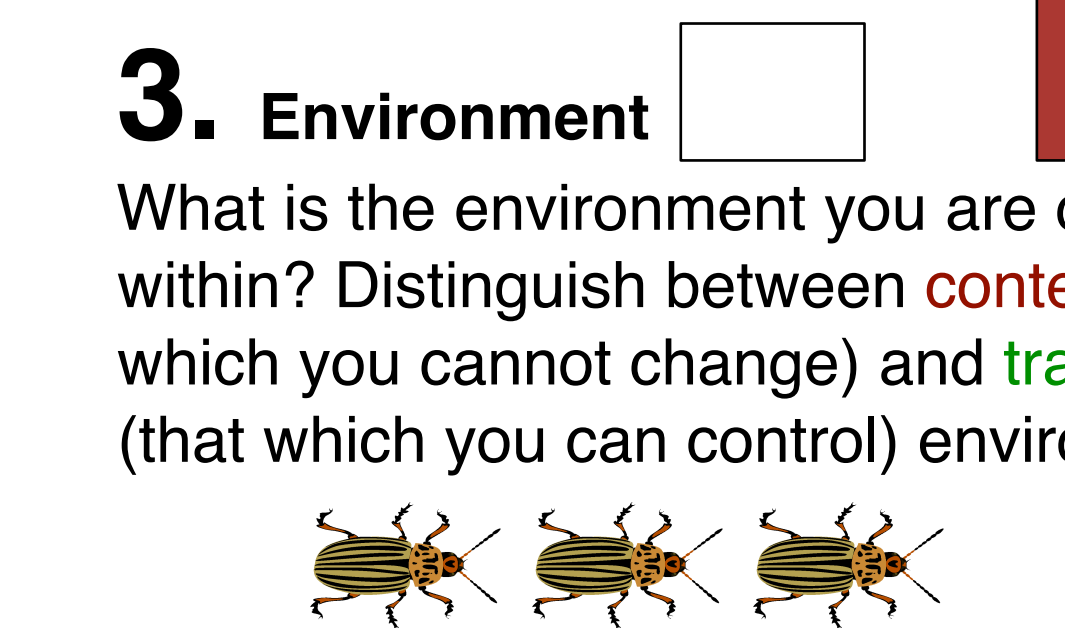 3. Environment
What is the environment you are
within? Distinguish between
which you cannot change) and
(that which you can control)